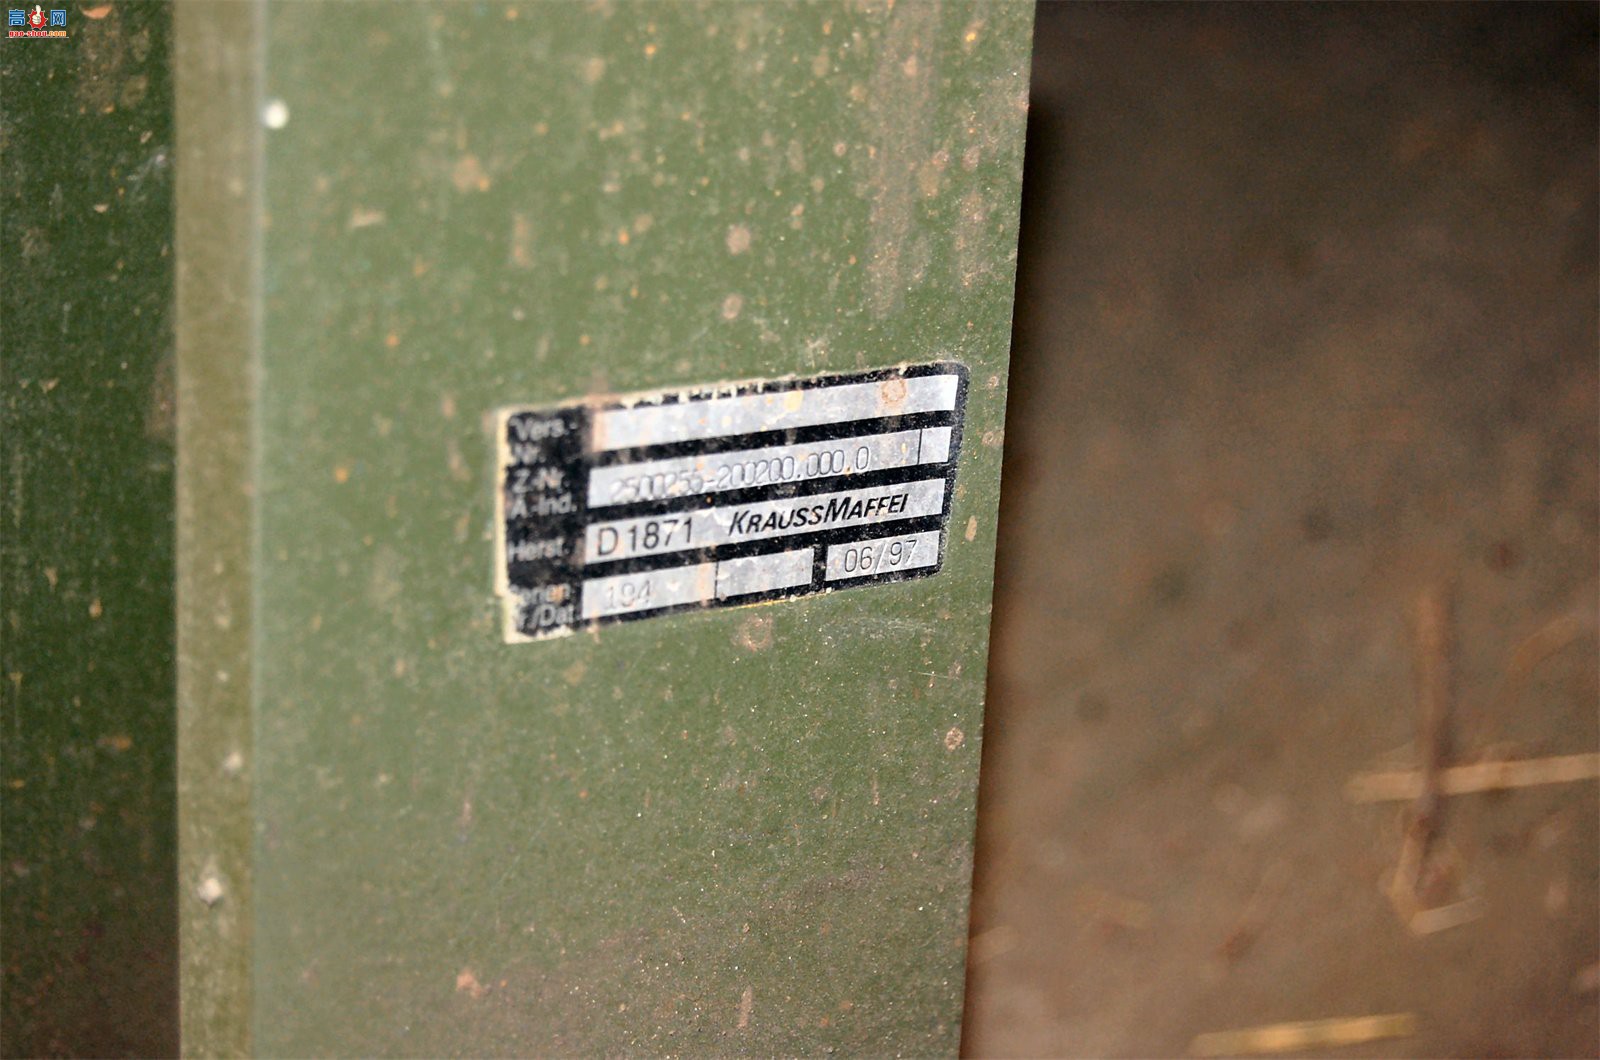 高手网
gao-shou.com
Vers.-
Nr.
Z-Nr.
A.-Ind.
2500255-200200.000.0
Herst.
D 1871 KRAUSSMAFFEI
194
06/97